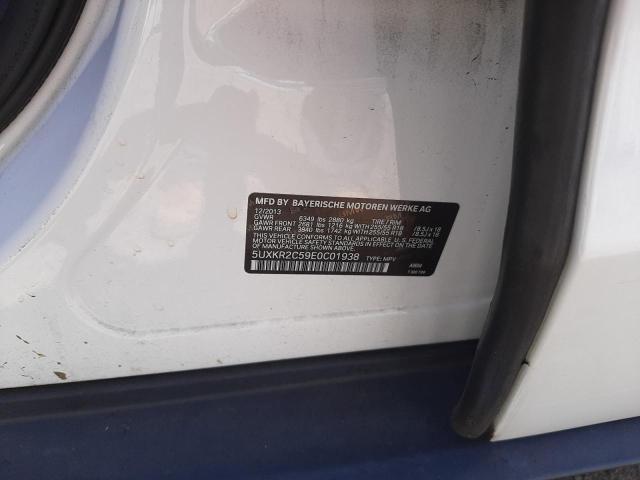 MFD BY BAYERISCHE MOTOREN WERKE AG
12/2013
GVWR 6349 lbs 2880 kg TIRE / RIM
GAWR FRONT 2681 lbs 1216 kg WITH 255/55 R18 /8.5J x 18
GAWR REAR 3840 lbs 1742 kg WITH 255/55 R18 /8.5J x 18
THIS VEHICLE CONFORMS TO ALL APPLICABLE U.S. FEDERAL
MOTOR VEHICLE SAFETY STANDARDS IN EFFECT ON THE DATE
OF MANUFACTURE SHOWN ABOVE.
5UXKR2C59E0C01938 TYPE: MPV